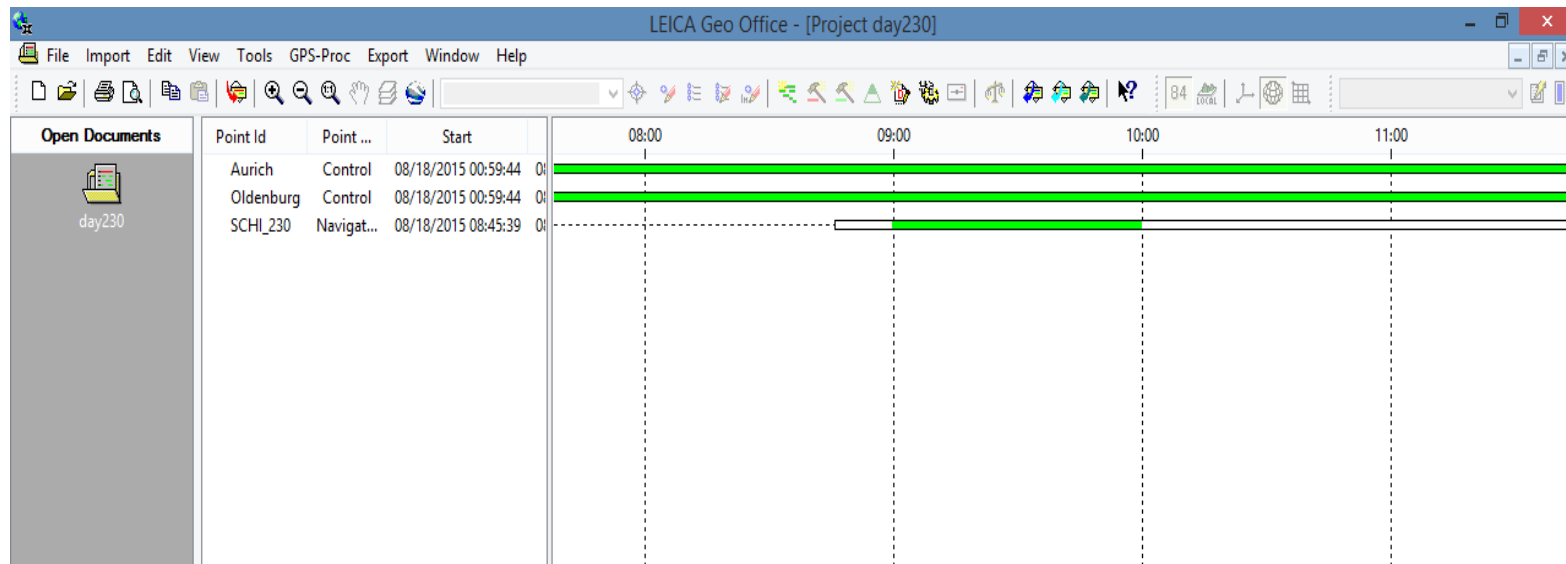 LEICA Geo Office - [Project day230]
File Import Edit View Tools GPS-Proc Export Window Help
84 LOCAL
Open Documents
Point Id Point ... Start 08:00 09:00 10:00 11:00
Aurich Control 08/18/2015 00:59:44
Oldenburg Control 08/18/2015 00:59:44
day230
SCHI_230 Navigat... 08/18/2015 08:45:39